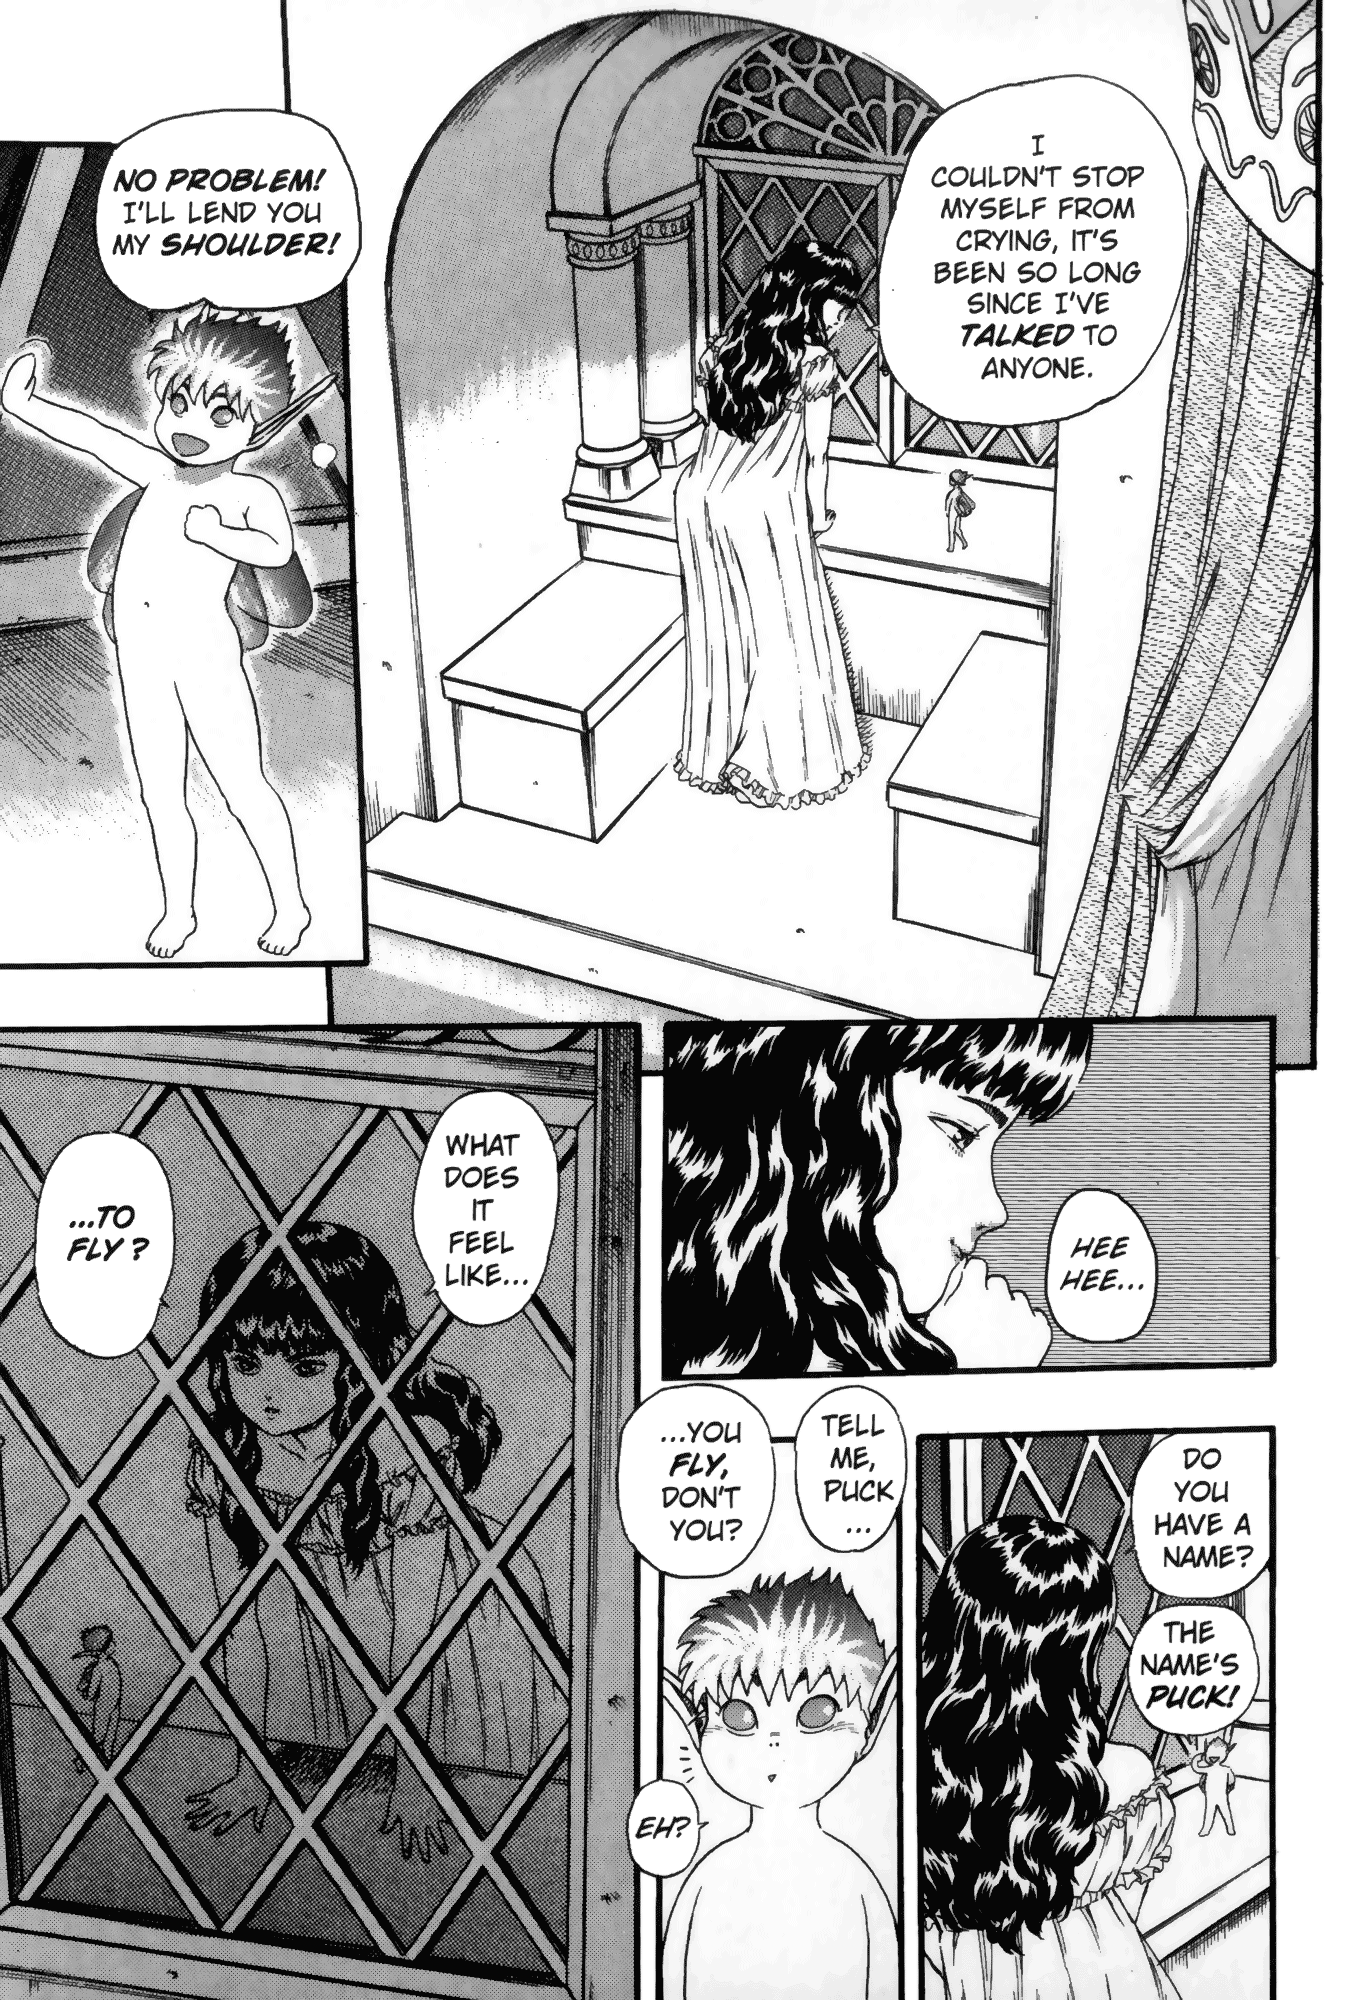 I
COULDN'T STOP
MYSELF FROM
CRYING, IT'S
BEEN SO LONG
SINCE I'VE
TALKED TO
ANYONE.
NO PROBLEM!
I'LL LEND YOU
MY SHOULDER!
HEE
HEE...
DO
YOU
HAVE A
NAME?
THE
NAME'S
PUCK!
TELL
ME,
PUCK
...
...YOU
FLY,
DON'T
YOU?
EH?
WHAT
DOES
IT
FEEL
LIKE...
...TO
FLY?